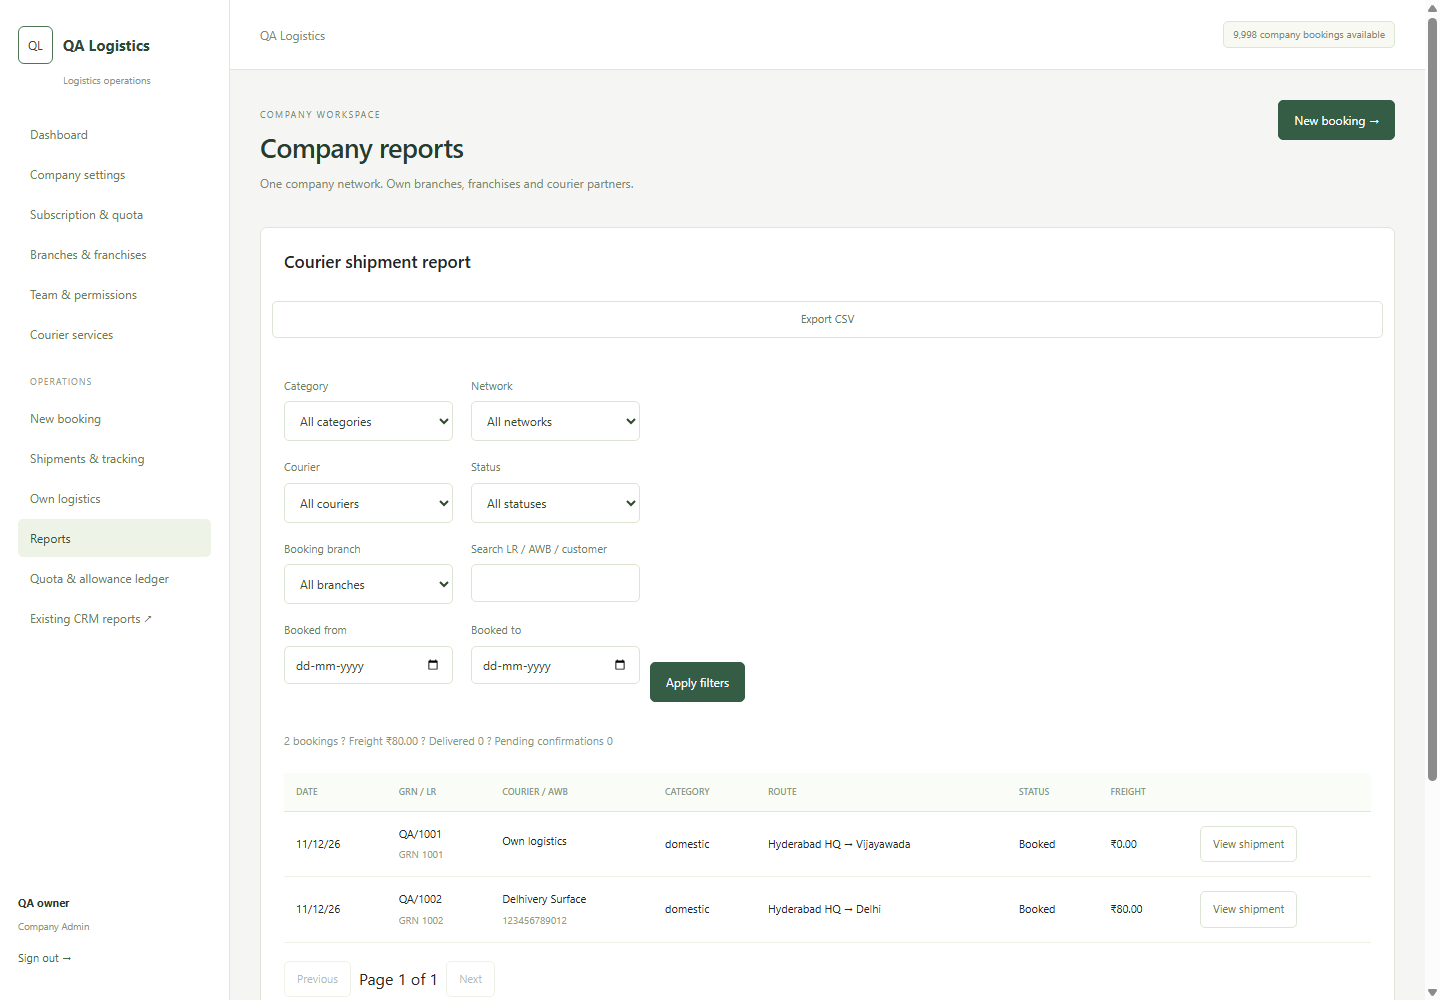 QL
QA Logistics
Logistics operations
Dashboard
Company settings
Subscription & quota
Branches & franchises
Team & permissions
Courier services
OPERATIONS
New booking
Shipments & tracking
Own logistics
Reports
Quota & allowance ledger
Existing CRM reports ↗
QA owner
Company Admin
Sign out →
QA Logistics
9,998 company bookings available
COMPANY WORKSPACE
Company reports
One company network. Own branches, franchises and courier partners.
New booking →
Courier shipment report
Export CSV
Category Network
All categories All networks
Courier Status
All couriers All statuses
Booking branch Search LR / AWB / customer
All branches
Booked from Booked to
dd-mm-yyyy dd-mm-yyyy
Apply filters
2 bookings ? Freight ₹80.00 ? Delivered 0 ? Pending confirmations 0
DATE GRN / LR COURIER / AWB CATEGORY ROUTE STATUS FREIGHT
11/12/26 QA/1001 GRN 1001 Own logistics domestic Hyderabad HQ → Vijayawada Booked ₹0.00 View shipment
11/12/26 QA/1002 GRN 1002 Delhivery Surface 123456789012 domestic Hyderabad HQ → Delhi Booked ₹80.00 View shipment
Previous Page 1 of 1 Next